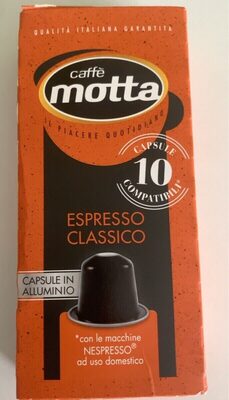 QUALITÀ ITALIANA GARANTITA
caffè
motta
IL PIACERE QUOTIDIANO
CAPSULE
10
COMPATIBILI*
ESPRESSO
CLASSICO
CAPSULE IN
ALLUMINIO
*con le macchine
NESPRESSO®
ad uso domestico